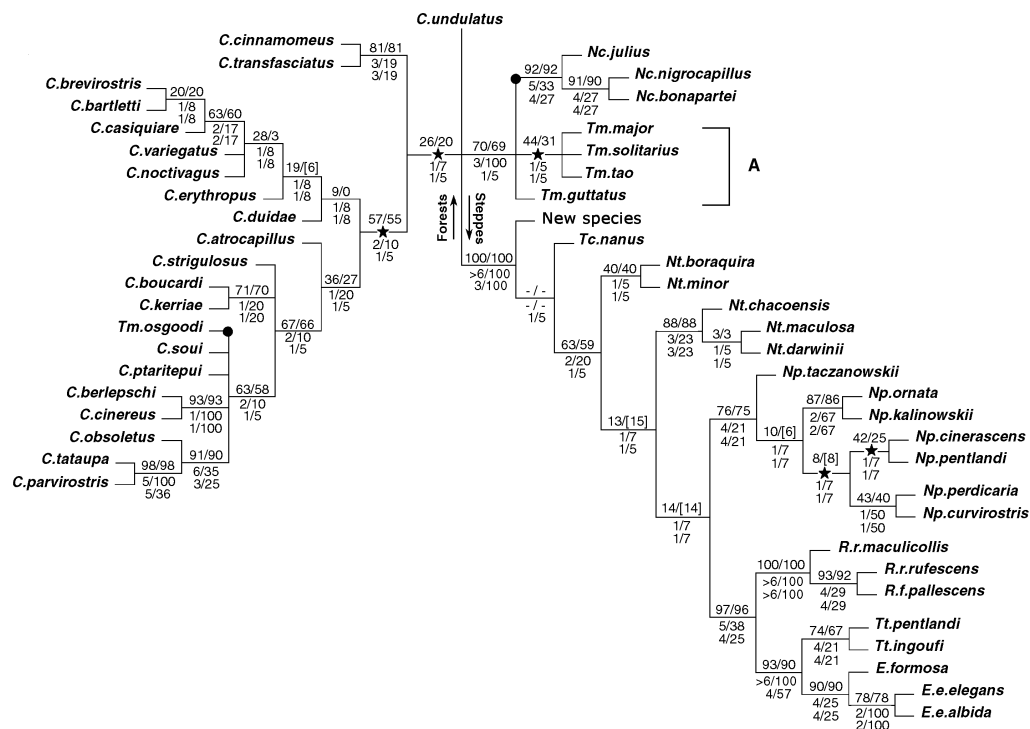 C.undulatus
C.cinnamomeus
81/81
C.transfasciatus
3/19
3/19
C.brevirostris
20/20
C.bartletti
1/8
1/8
63/60
C.casiquiare
2/17
2/17
28/3
C.variegatus
1/8
1/8
C.noctivagus
19/[6]
C.erythropus
1/8
1/8
9/0
C.duidae
1/8
1/8
57/55
2/10
1/5
26/20
1/7
1/5
70/69
3/100
1/5
Nc.julius
92/92
5/33
4/27
91/90
Nc.nigrocapillus
4/27
4/27
Nc.bonapartei
Tm.major
44/31
Tm.solitarius
1/5
1/5
Tm.tao
Tm.guttatus
A
Forests
Steppes
C.atrocapillus
C.strigulosus
36/27
1/20
1/5
C.boucardi
71/70
C.kerriae
1/20
1/20
Tm.osgoodi
67/66
2/10
1/5
C.soui
C.ptaritepui
63/58
2/10
1/5
C.berlepschi
93/93
C.cinereus
1/100
1/100
C.obsoletus
91/90
6/35
3/25
C.tataupa
98/98
C.parvirostris
5/100
5/36
New species
100/100
>6/100
3/100
Tc.nanus
- / -
- / -
1/5
Nt.boraquira
40/40
1/5
1/5
Nt.minor
63/59
2/20
1/5
Nt.chacoensis
88/88
3/23
3/23
3/3
Nt.maculosa
1/5
1/5
Nt.darwinii
13/[15]
1/7
1/5
Np.taczanowskii
76/75
4/21
4/21
87/86
Np.ornata
2/67
2/67
Np.kalinowskii
10/[6]
1/7
1/7
42/25
Np.cinerascens
1/7
1/7
Np.pentlandi
8/[8]
1/7
1/7
43/40
Np.perdicaria
1/50
1/50
Np.curvirostris
14/[14]
1/7
1/7
R.r.maculicollis
100/100
>6/100
>6/100
93/92
R.r.rufescens
4/29
4/29
R.f.pallescens
97/96
5/38
4/25
74/67
Tt.pentlandi
4/21
4/21
Tt.ingoufi
93/90
>6/100
4/57
E.formosa
90/90
4/25
4/25
78/78
E.e.elegans
2/100
2/100
E.e.albida